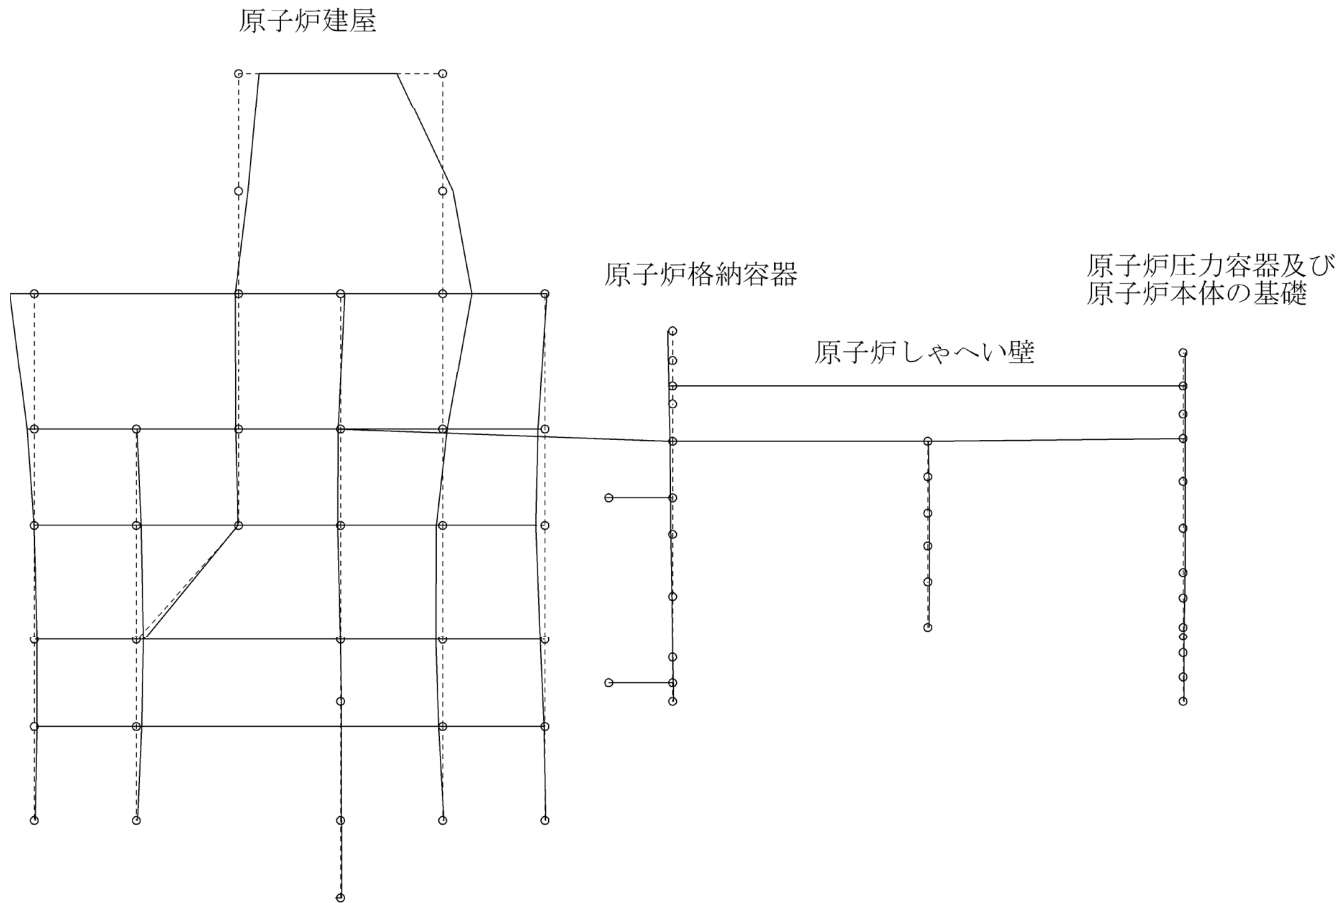 原子炉建屋
原子炉格納容器
原子炉しゃへい壁
原子炉圧力容器及び
原子炉本体の基礎